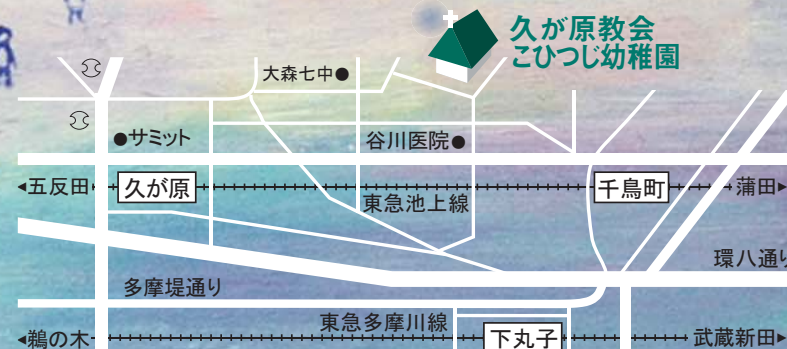 久が原教会
こひつじ幼稚園
大森七中●
●サミット
谷川医院●
◂五反田
久が原
東急池上線
千鳥町
蒲田▸
環八通り
多摩堤通り
東急多摩川線
◂鵜の木
下丸子
武蔵新田▸